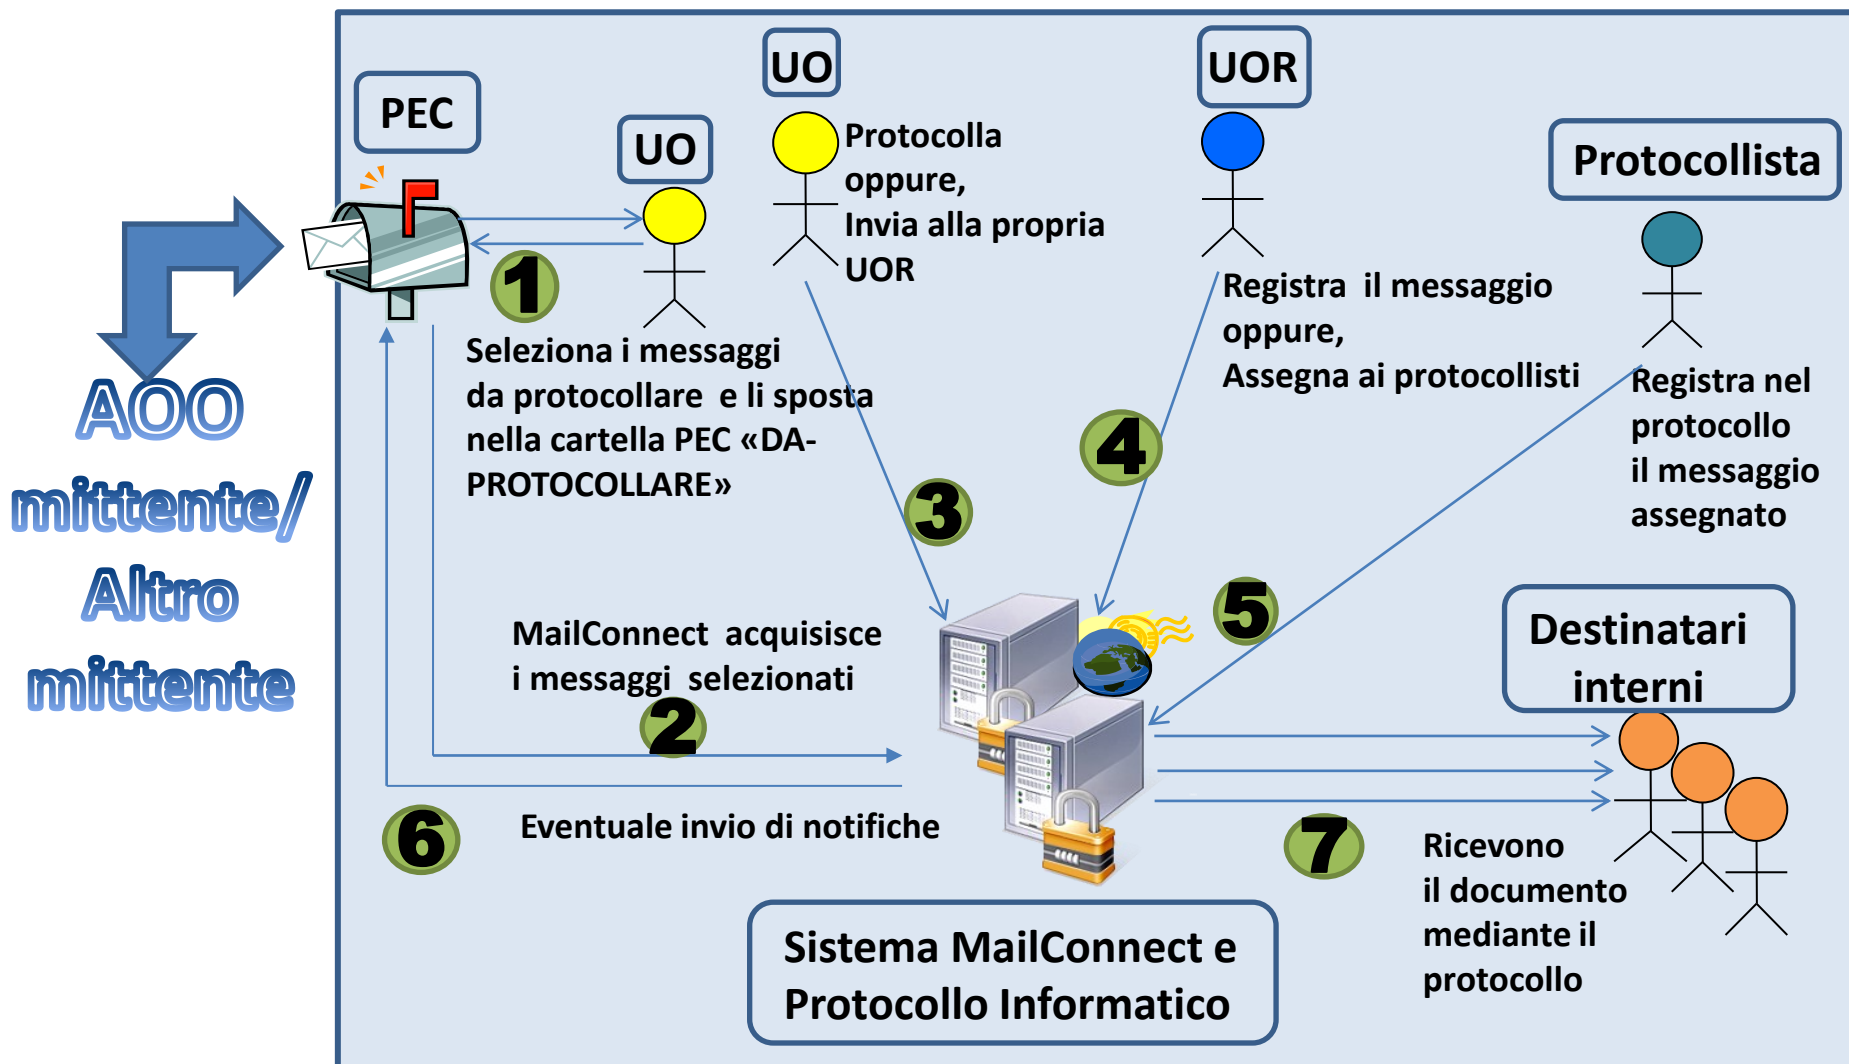 PEC
UO
UO
UOR
Protocollista
Protocolla
oppure,
Invia alla propria
UOR
1
Seleziona i messaggi
da protocollare e li sposta
nella cartella PEC «DA-
PROTOCOLLARE»
Registra il messaggio
oppure,
Assegna ai protocollisti
Registra nel
protocollo
il messaggio
assegnato
AOO
mittente/
Altro
mittente
4
3
5
MailConnect acquisisce
i messaggi selezionati
2
Destinatari
interni
6
Eventuale invio di notifiche
7
Ricevono
il documento
mediante il
protocollo
Sistema MailConnect e
Protocollo Informatico